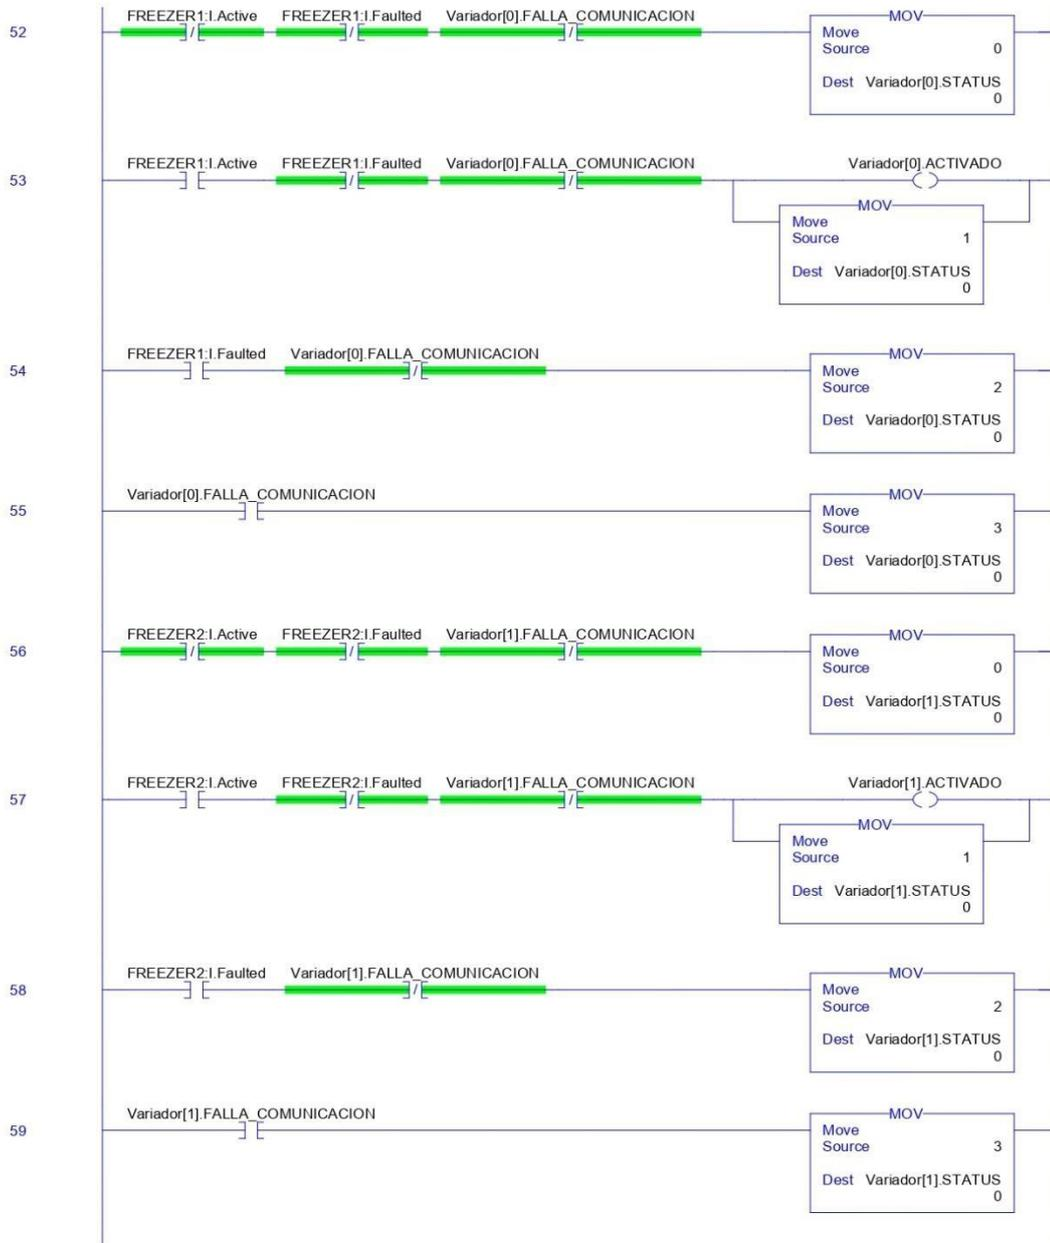 FREEZER1:I.Active FREEZER1:I.Faulted Variador[0].FALLA_COMUNICACION MOV
52 Move
Source 0
Dest Variador[0].STATUS
0
FREEZER1:I.Active FREEZER1:I.Faulted Variador[0].FALLA_COMUNICACION Variador[0].ACTIVADO
53
MOV
Move
Source 1
Dest Variador[0].STATUS
0
FREEZER1:I.Faulted Variador[0].FALLA_COMUNICACION MOV
54 Move
Source 2
Dest Variador[0].STATUS
0
Variador[0].FALLA_COMUNICACION MOV
55 Move
Source 3
Dest Variador[0].STATUS
0
FREEZER2:I.Active FREEZER2:I.Faulted Variador[1].FALLA_COMUNICACION MOV
56 Move
Source 0
Dest Variador[1].STATUS
0
FREEZER2:I.Active FREEZER2:I.Faulted Variador[1].FALLA_COMUNICACION Variador[1].ACTIVADO
57
MOV
Move
Source 1
Dest Variador[1].STATUS
0
FREEZER2:I.Faulted Variador[1].FALLA_COMUNICACION MOV
58 Move
Source 2
Dest Variador[1].STATUS
0
Variador[1].FALLA_COMUNICACION MOV
59 Move
Source 3
Dest Variador[1].STATUS
0